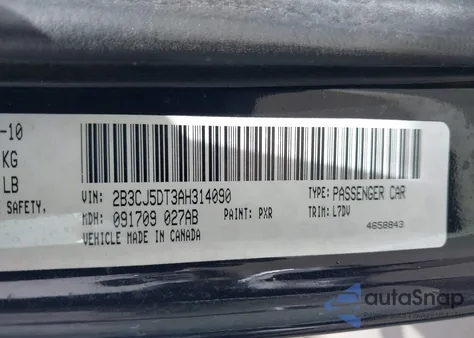 -10
KG
LB
SAFETY,
VIN: 2B3CJ5DT3AH314090
TYPE: PASSENGER CAR
MDH: 091709 027AB
PAINT: PXR
TRIM: L7DV
VEHICLE MADE IN CANADA
4658843
autoSnap